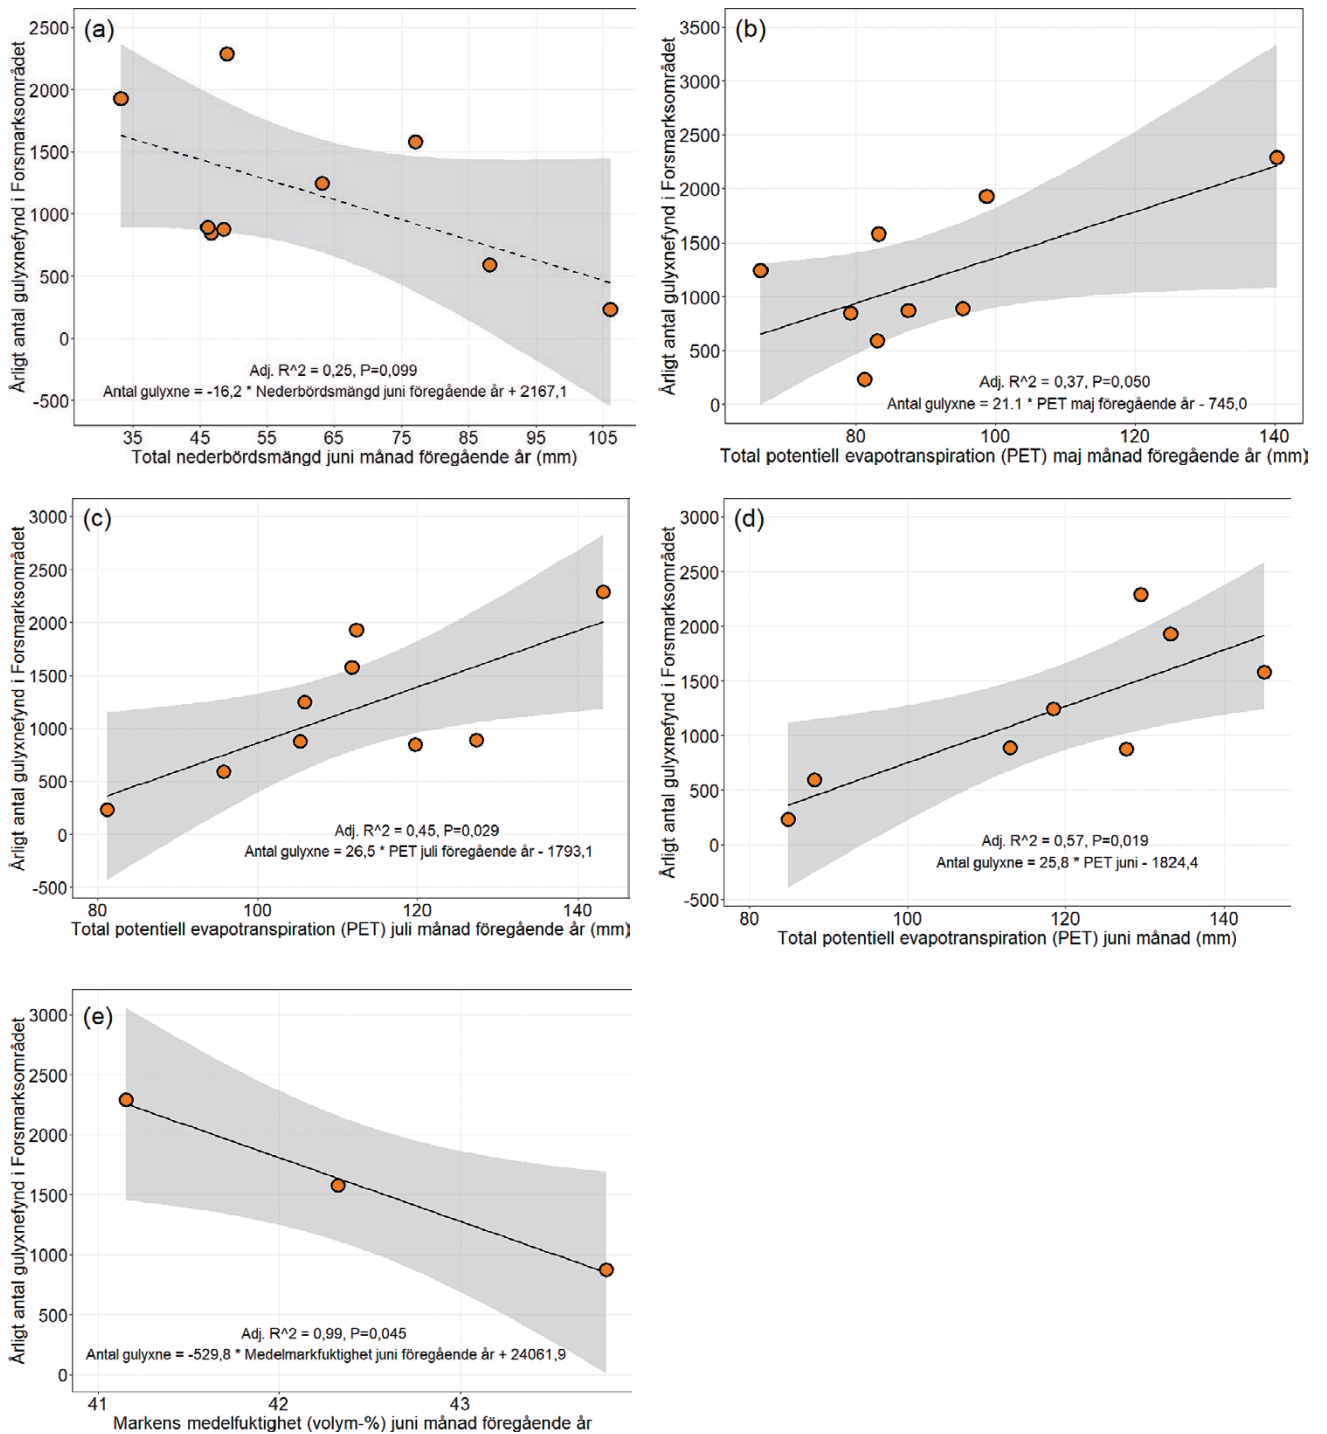 (a)
Årligt antal gulyxnefynd i Forsmarksområdet
2500
2000
1500
1000
500
0
-500
Adj. R^2 = 0,25, P=0,099
Antal gulyxne = -16,2 * Nederbördsmängd juni föregående år + 2167,1
35 45 55 65 75 85 95 105
Total nederbördsmängd juni månad föregående år (mm)
(b)
Årligt antal gulyxnefynd i Forsmarksområdet
3500
3000
2500
2000
1500
1000
500
0
Adj. R^2 = 0,37, P=0,050
Antal gulyxne = 21.1 * PET maj föregående år - 745,0
80 100 120 140
Total potentiell evapotranspiration (PET) maj månad föregående år (mm)
(c)
Årligt antal gulyxnefynd i Forsmarksområdet
3000
2500
2000
1500
1000
500
0
-500
Adj. R^2 = 0,45, P=0,029
Antal gulyxne = 26,5 * PET juli föregående år - 1793,1
80 100 120 140
Total potentiell evapotranspiration (PET) juli månad föregående år (mm)
(d)
Årligt antal gulyxnefynd i Forsmarksområdet
3000
2500
2000
1500
1000
500
0
-500
Adj. R^2 = 0,57, P=0,019
Antal gulyxne = 25,8 * PET juni - 1824,4
80 100 120 140
Total potentiell evapotranspiration (PET) juni månad (mm)
(e)
Årligt antal gulyxnefynd i Forsmarksområdet
3000
2500
2000
1500
1000
500
0
Adj. R^2 = 0,99, P=0,045
Antal gulyxne = -529,8 * Medelmarkfuktighet juni föregående år + 24061,9
41 42 43
Markens medelfuktighet (volym-%) juni månad föregående år